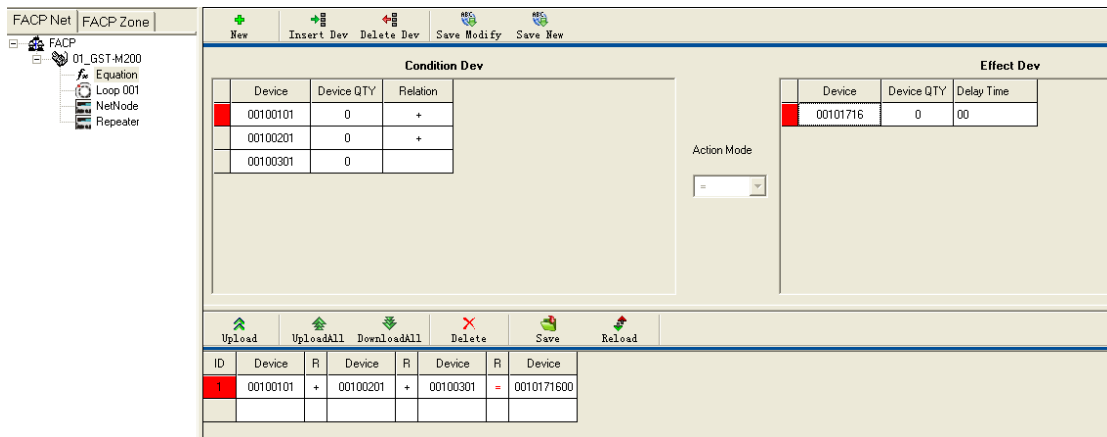 FACP Net FACP Zone
FACP
01_GST-M200
fx Equation
Loop 001
NetNode
Repeater
New Insert Dev Delete Dev Save Modify Save New
Condition Dev
Device Device QTY Relation
00100101 0 +
00100201 0 +
00100301 0
Action Mode
=
Effect Dev
Device Device QTY Delay Time
00101716 0 00
Upload UploadAll DownloadAll Delete Save Reload
ID Device R Device R Device R Device
1 00100101 + 00100201 + 00100301 = 0010171600